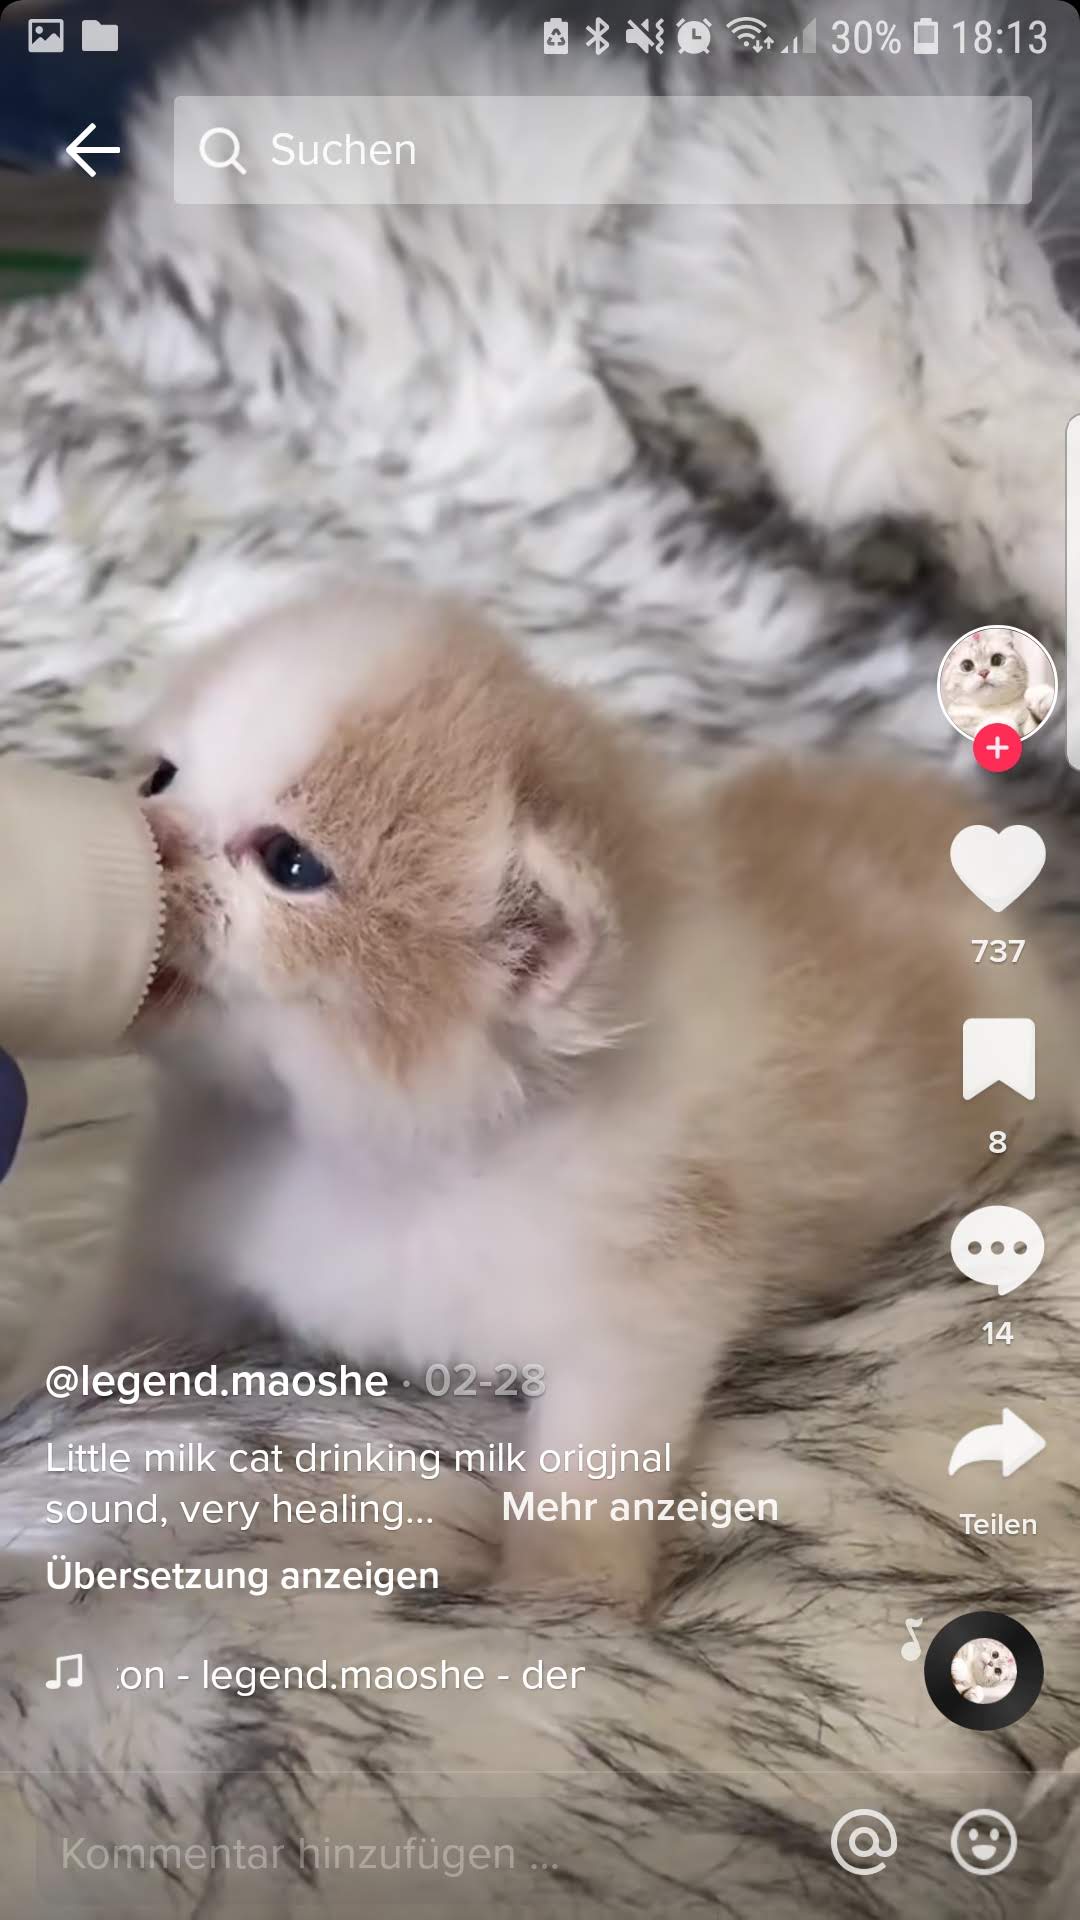 30% 18:13
Suchen
737
8
14
@legend.maoshe · 02-28
Little milk cat drinking milk origjnal
sound, very healing... Mehr anzeigen
Teilen
Übersetzung anzeigen
:on - legend.maoshe - der
Kommentar hinzufügen ...